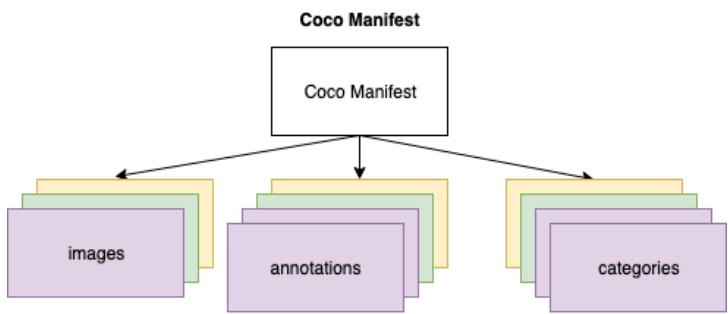 Coco Manifest
Coco Manifest
images
annotations
categories